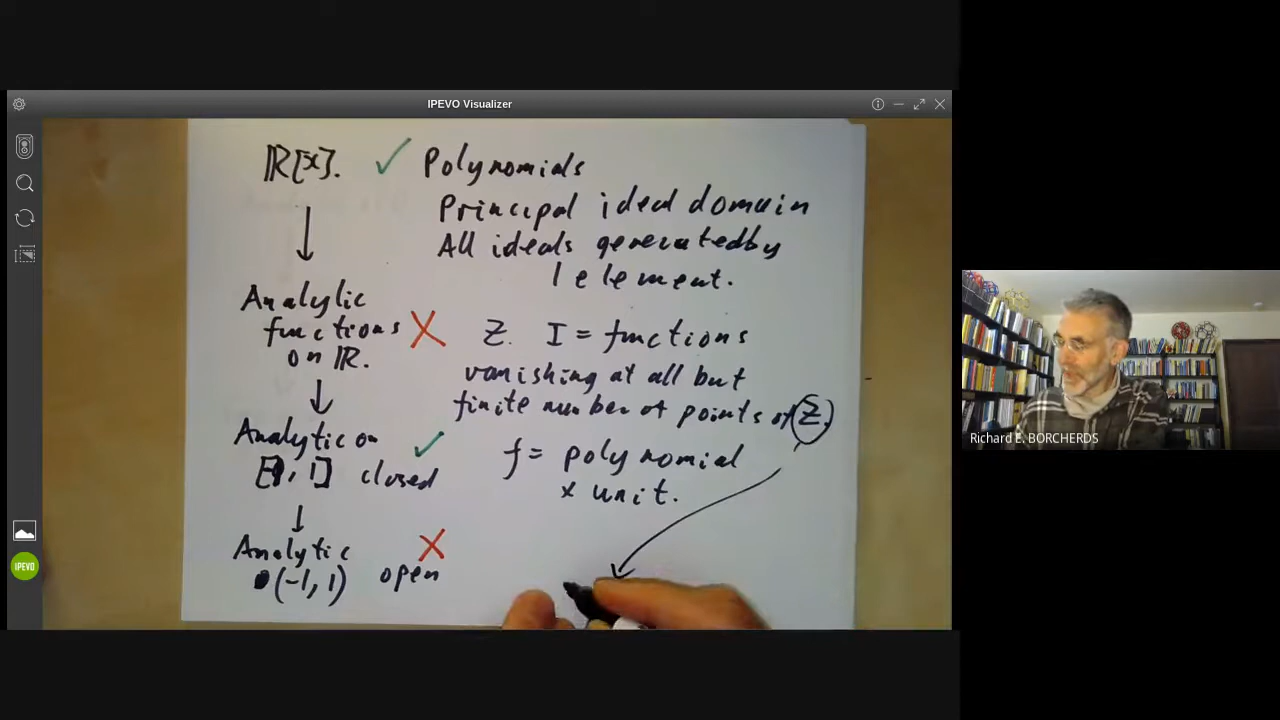 IPEVO Visualizer
ℝ[x]. ✓ Polynomials
Principal ideal domain
All ideals generated by
1 element.
Analytic
functions ✗
on ℝ.
Z. I = functions
vanishing at all but
finite number of points of Z.
Analytic on
[ , 1] closed ✓
f = polynomial
× unit.
Analytic ✗
(-1, 1) open
Richard E. BORCHERDS
IPEVO